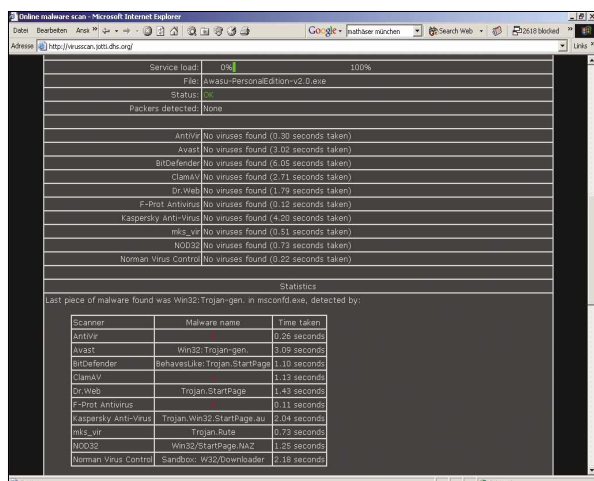 Online malware scan - Microsoft Internet Explorer
Datei Bearbeiten Ansic » Google mathäser münchen Search Web 2618 blocked »
Adresse http://virusscan.jotti.dhs.org/ Links »
Service load: 0% 100%
File: Awasu-PersonalEdition-v2.0.exe
Status: OK
Packers detected: None
AntiVir No viruses found (0.30 seconds taken)
Avast No viruses found (3.02 seconds taken)
BitDefender No viruses found (6.05 seconds taken)
ClamAV No viruses found (2.71 seconds taken)
Dr.Web No viruses found (1.79 seconds taken)
F-Prot Antivirus No viruses found (0.12 seconds taken)
Kaspersky Anti-Virus No viruses found (4.20 seconds taken)
mks_vir No viruses found (0.51 seconds taken)
NOD32 No viruses found (0.73 seconds taken)
Norman Virus Control No viruses found (0.22 seconds taken)
Statistics
Last piece of malware found was Win32:Trojan-gen. in msconfd.exe, detected by:
Scanner Malware name Time taken
AntiVir 0.26 seconds
Avast Win32:Trojan-gen. 3.09 seconds
BitDefender BehavesLike:Trojan.StartPage 1.10 seconds
ClamAV 1.13 seconds
Dr.Web Trojan.StartPage 1.43 seconds
F-Prot Antivirus 0.11 seconds
Kaspersky Anti-Virus Trojan.Win32.StartPage.au 2.04 seconds
mks_vir Trojan.Rute 0.73 seconds
NOD32 Win32/StartPage.NAZ 1.25 seconds
Norman Virus Control Sandbox: W32/Downloader 2.18 seconds